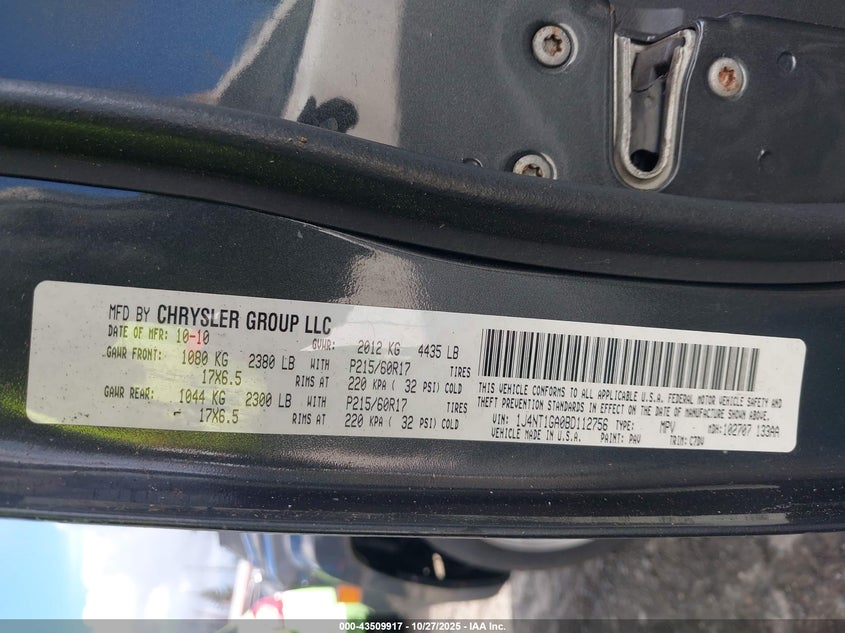 MFD BY CHRYSLER GROUP LLC
DATE OF MFR: 10-10 GVWR: 2012 KG 4435 LB
GAWR FRONT: 1080 KG 2380 LB WITH P215/60R17 TIRES
17X6.5 RIMS AT 220 KPA ( 32 PSI) COLD
GAWR REAR: 1044 KG 2300 LB WITH P215/60R17 TIRES
17X6.5 RIMS AT 220 KPA ( 32 PSI) COLD
THIS VEHICLE CONFORMS TO ALL APPLICABLE U.S.A. FEDERAL MOTOR VEHICLE SAFETY AND
THEFT PREVENTION STANDARDS IN EFFECT ON THE DATE OF MANUFACTURE SHOWN ABOVE.
VIN: 1J4NT1GA0BD112756 TYPE: MPV MDH:102707 133AA
VEHICLE MADE IN U.S.A. PAINT: PAV TRIM: C7DV
000-43509917 - 10/27/2025 - IAA Inc.